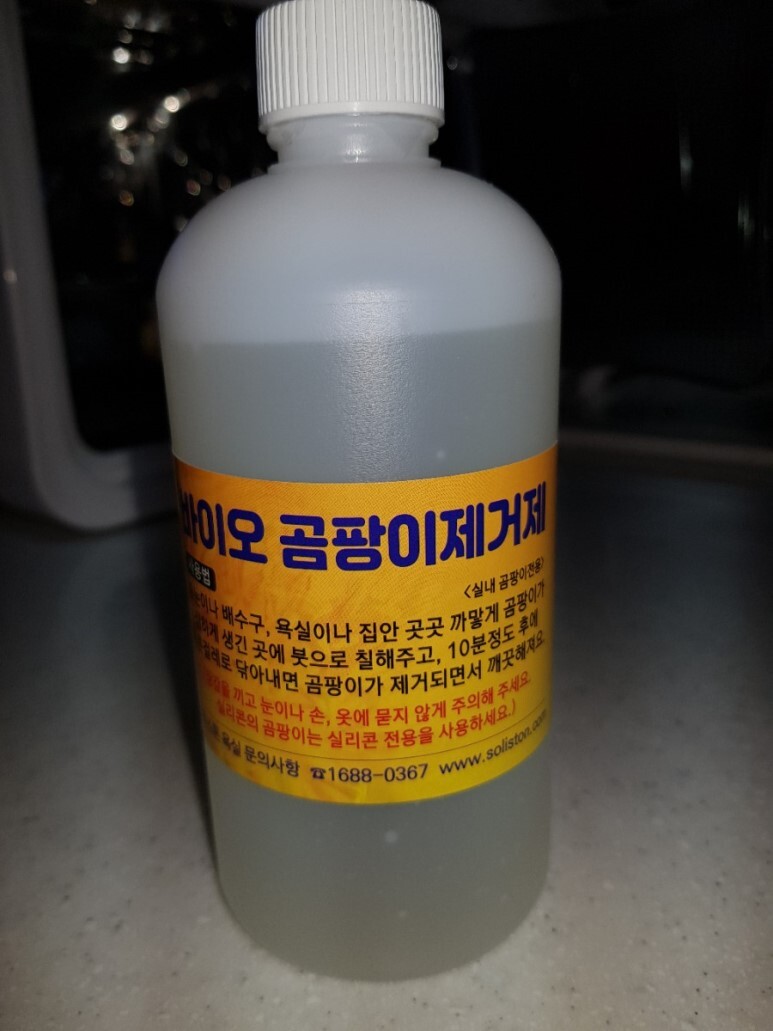 바이오 곰팡이제거제
사용법
<실내 곰팡이전용>
배수구, 욕실이나 집안 곳곳 까맣게 곰팡이가
생긴 곳에 붓으로 칠해주고, 10분정도 후에
닦아내면 곰팡이가 제거되면서 깨끗해져요.
끼고 눈이나 손, 옷에 묻지 않게 주의해 주세요.
실리콘의 곰팡이는 실리콘 전용을 사용하세요.)
욕실 문의사항 ☎1688-0367 www.soliston.com